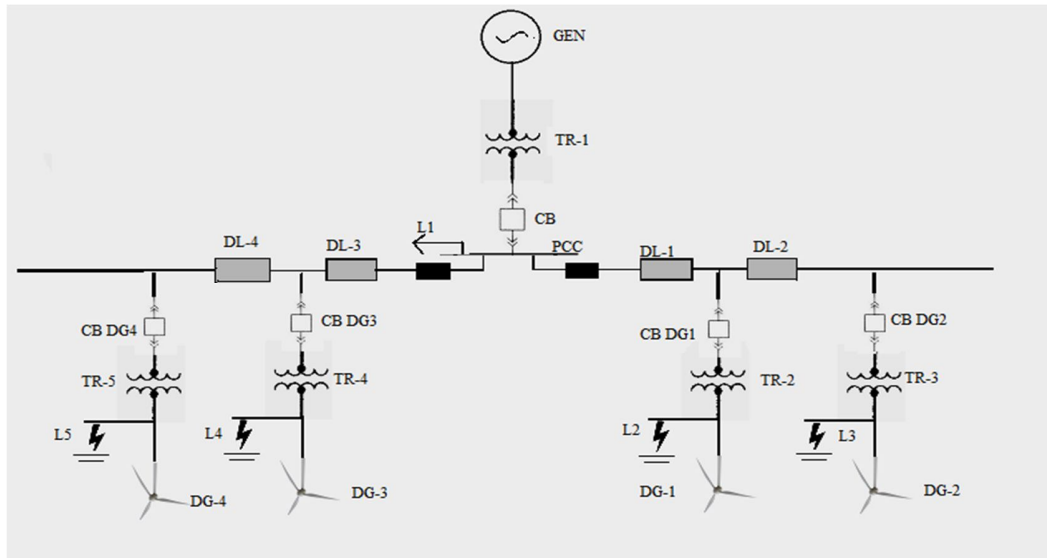 GEN
TR-1
CB
L1
PCC
DL-4
DL-3
DL-1
DL-2
CB DG4
CB DG3
CB DG1
CB DG2
TR-5
TR-4
TR-2
TR-3
L5
L4
L2
L3
DG-4
DG-3
DG-1
DG-2